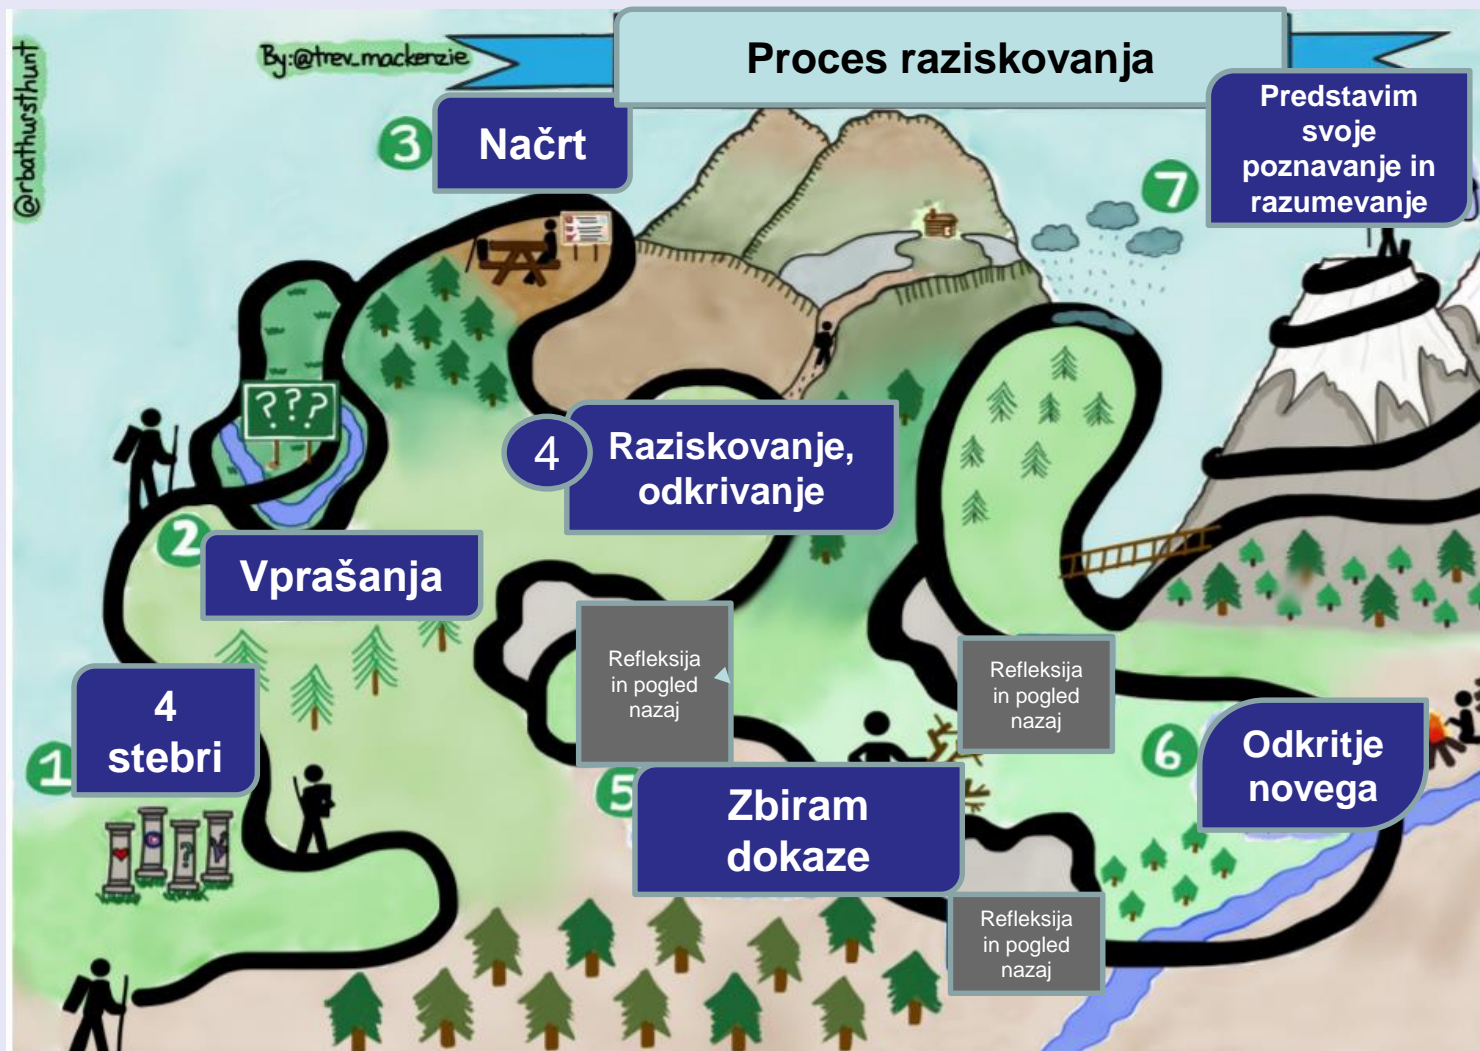 @rbathursthunt
By:@trev_mackenzie
Proces raziskovanja
3
Načrt
7
Predstavim
svoje
poznavanje in
razumevanje
???
4
Raziskovanje,
odkrivanje
2
Vprašanja
1
4
stebri
?
Refleksija
in pogled
nazaj
Refleksija
in pogled
nazaj
5
Zbiram
dokaze
6
Odkritje
novega
Refleksija
in pogled
nazaj